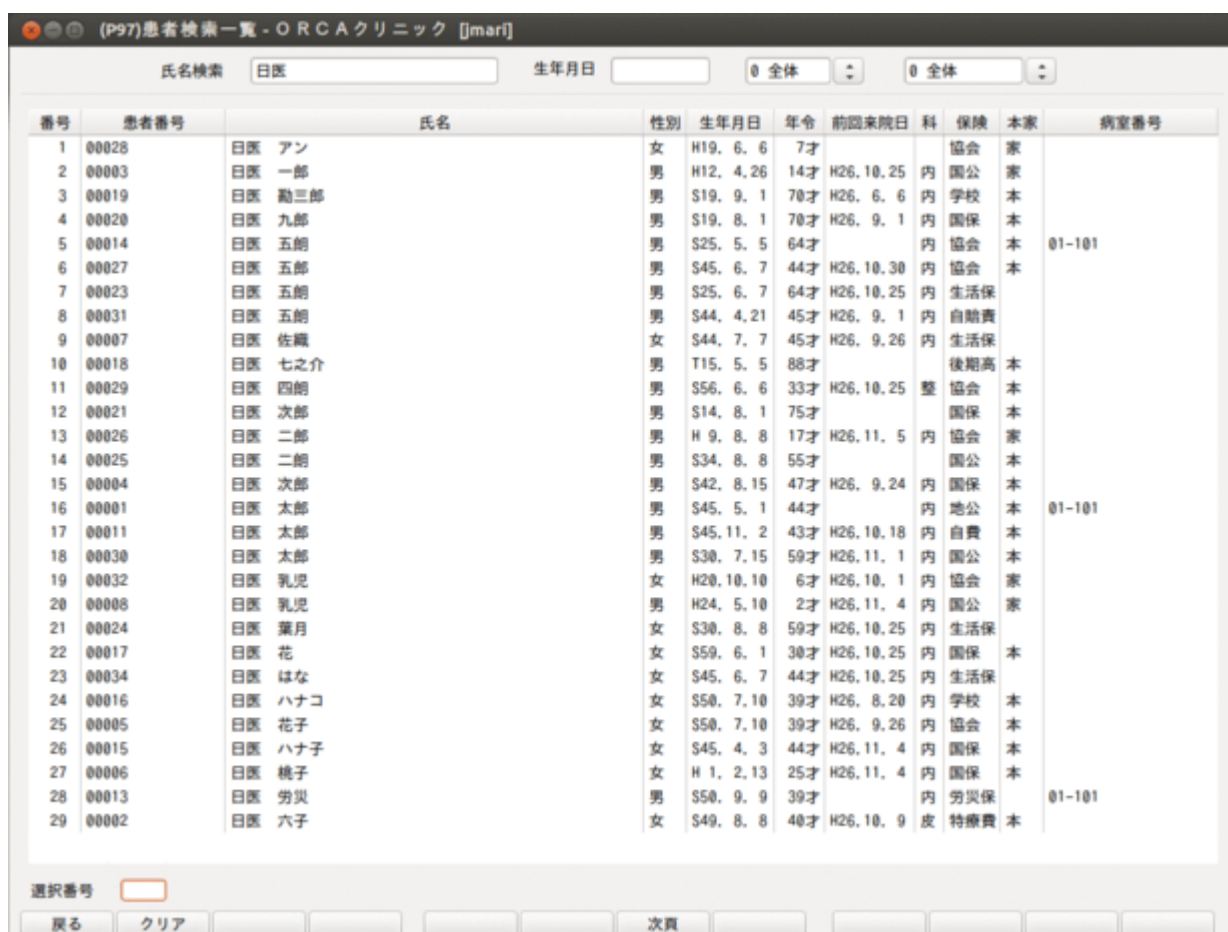 (P97)患者検索一覧 - ＯＲＣＡクリニック [jmari]
氏名検索 日医 生年月日 0 全体 0 全体
番号 患者番号 氏名 性別 生年月日 年令 前回来院日 科 保険 本家 病室番号
1 00028 日医 アン 女 H19. 6. 6 7才 協会 家
2 00003 日医 一郎 男 H12. 4.26 14才 H26.10.25 内 国公 家
3 00019 日医 勘三郎 男 S19. 9. 1 70才 H26. 6. 6 内 学校 本
4 00020 日医 九郎 男 S19. 8. 1 70才 H26. 9. 1 内 国保 本
5 00014 日医 五朗 男 S25. 5. 5 64才 内 協会 本 01-101
6 00027 日医 五郎 男 S45. 6. 7 44才 H26.10.30 内 協会 本
7 00023 日医 五朗 男 S25. 6. 7 64才 H26.10.25 内 生活保
8 00031 日医 五朗 男 S44. 4.21 45才 H26. 9. 1 内 自賠責
9 00007 日医 佐織 女 S44. 7. 7 45才 H26. 9.26 内 生活保
10 00018 日医 七之介 男 T15. 5. 5 88才 後期高 本
11 00029 日医 四朗 男 S56. 6. 6 33才 H26.10.25 整 協会 本
12 00021 日医 次郎 男 S14. 8. 1 75才 国保 本
13 00026 日医 二郎 男 H 9. 8. 8 17才 H26.11. 5 内 協会 家
14 00025 日医 二朗 男 S34. 8. 8 55才 国公 本
15 00004 日医 次郎 男 S42. 8.15 47才 H26. 9.24 内 国保 本
16 00001 日医 太郎 男 S45. 5. 1 44才 内 地公 本 01-101
17 00011 日医 太郎 男 S45.11. 2 43才 H26.10.18 内 自費 本
18 00030 日医 太郎 男 S30. 7.15 59才 H26.11. 1 内 国公 本
19 00032 日医 乳児 女 H20.10.10 6才 H26.10. 1 内 協会 家
20 00008 日医 乳児 男 H24. 5.10 2才 H26.11. 4 内 国公 家
21 00024 日医 葉月 女 S30. 8. 8 59才 H26.10.25 内 生活保
22 00017 日医 花 女 S59. 6. 1 30才 H26.10.25 内 国保 本
23 00034 日医 はな 女 S45. 6. 7 44才 H26.10.25 内 生活保
24 00016 日医 ハナコ 女 S50. 7.10 39才 H26. 8.20 内 学校 本
25 00005 日医 花子 女 S50. 7.10 39才 H26. 9.26 内 協会 本
26 00015 日医 ハナ子 女 S45. 4. 3 44才 H26.11. 4 内 国保 本
27 00006 日医 桃子 女 H 1. 2.13 25才 H26.11. 4 内 国保 本
28 00013 日医 労災 男 S50. 9. 9 39才 内 労災保 01-101
29 00002 日医 六子 女 S49. 8. 8 40才 H26.10. 9 皮 特療費 本
選択番号
戻る クリア 次頁